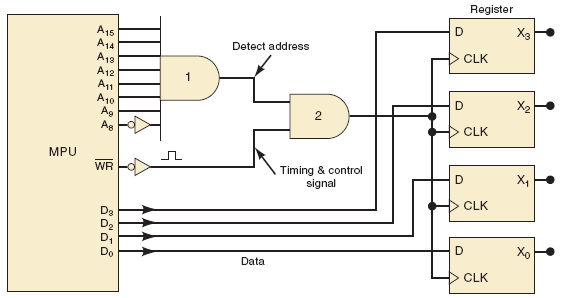 Register
A15
A14
A13
A12
A11
A10
A9
A8
MPU
WR
D3
D2
D1
D0
1
Detect address
2
Timing & control
signal
Data
D X3
CLK
D X2
CLK
D X1
CLK
D X0
CLK